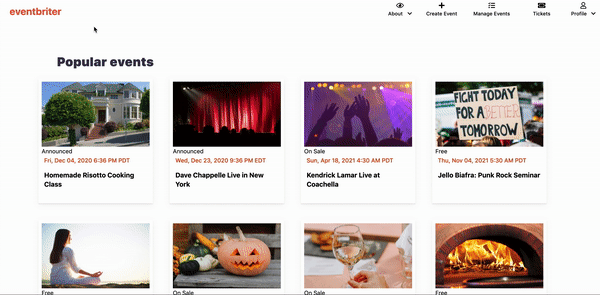 eventbriter
About
Create Event
Manage Events
Tickets
Profile
Popular events
Announced
Fri, Dec 04, 2020 6:36 PM PDT
Homemade Risotto Cooking
Class
Announced
Wed, Dec 23, 2020 9:36 PM EDT
Dave Chappelle Live in New
York
On Sale
Sun, Apr 18, 2021 4:30 AM PDT
Kendrick Lamar Live at
Coachella
FIGHT TODAY
FOR A BETTER
TOMORROW
Free
Thu, Nov 04, 2021 5:30 AM PDT
Jello Biafra: Punk Rock Seminar
Free
On Sale
On Sale
Free